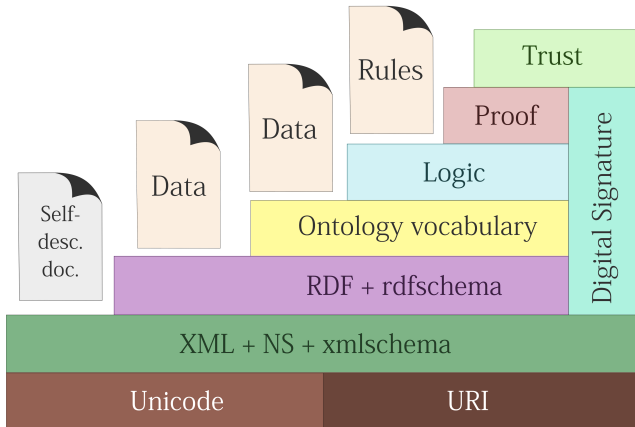 Rules
Trust
Data
Proof
Data
Logic
Self-
desc.
doc.
Ontology vocabulary
Digital Signature
RDF + rdfschema
XML + NS + xmlschema
Unicode
URI